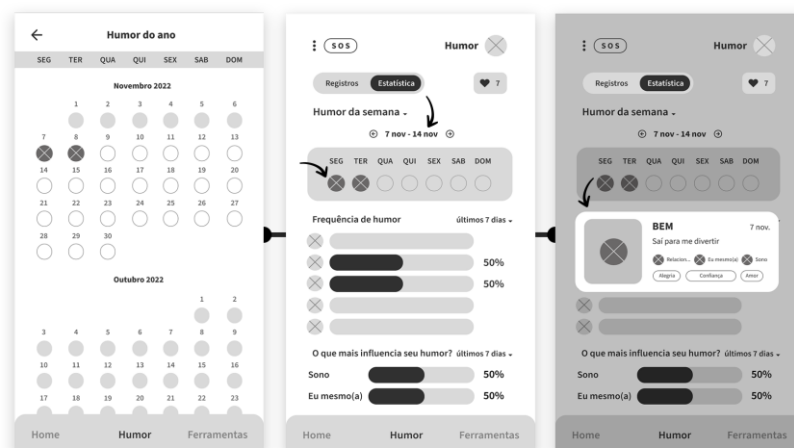 Humor do ano
SEG TER QUA QUI SEX SAB DOM
Novembro 2022
1 2 3 4 5 6
7 8 9 10 11 12 13
14 15 16 17 18 19 20
21 22 23 24 25 26 27
28 29 30
Outubro 2022
1 2
3 4 5 6 7 8 9
10 11 12 13 14 15 16
17 18 19 20 21 22 23
Home Humor Ferramentas
SOS Humor
Registros Estatística 7
Humor da semana
7 nov - 14 nov
SEG TER QUA QUI SEX SAB DOM
Frequência de humor últimos 7 dias
50%
50%
O que mais influencia seu humor? últimos 7 dias
Sono 50%
Eu mesmo(a) 50%
Home Humor Ferramentas
SOS Humor
Registros Estatística 7
Humor da semana
7 nov - 14 nov
SEG TER QUA QUI SEX SAB DOM
BEM 7 nov.
Saí para me divertir
Relacion... Eu mesmo(a) Sono
Alegria Confiança Amor
O que mais influencia seu humor? últimos 7 dias
Sono 50%
Eu mesmo(a) 50%
Home Humor Ferramentas